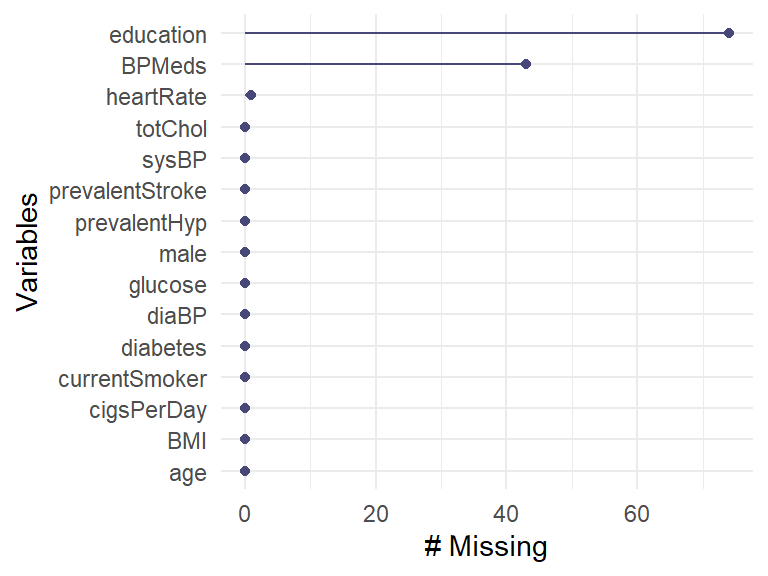 education
BPMeds
heartRate
totChol
sysBP
prevalentStroke
prevalentHyp
male
glucose
diaBP
diabetes
currentSmoker
cigsPerDay
BMI
age
Variables
0 20 40 60
# Missing